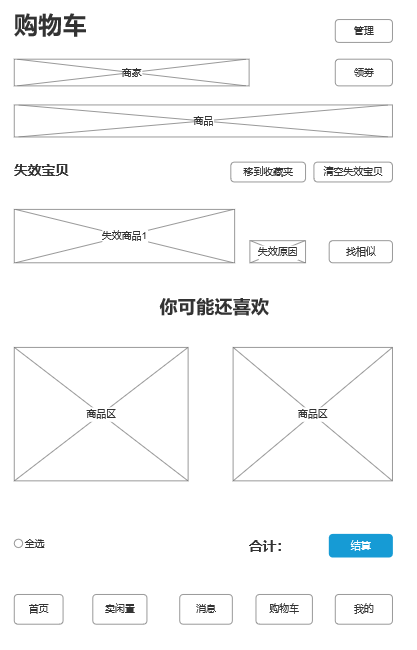 购物车
管理
商家
领券
商品
失效宝贝
移到收藏夹
清空失效宝贝
失效商品1
失效原因
找相似
你可能还喜欢
商品区
商品区
全选
合计：
结算
首页
卖闲置
消息
购物车
我的